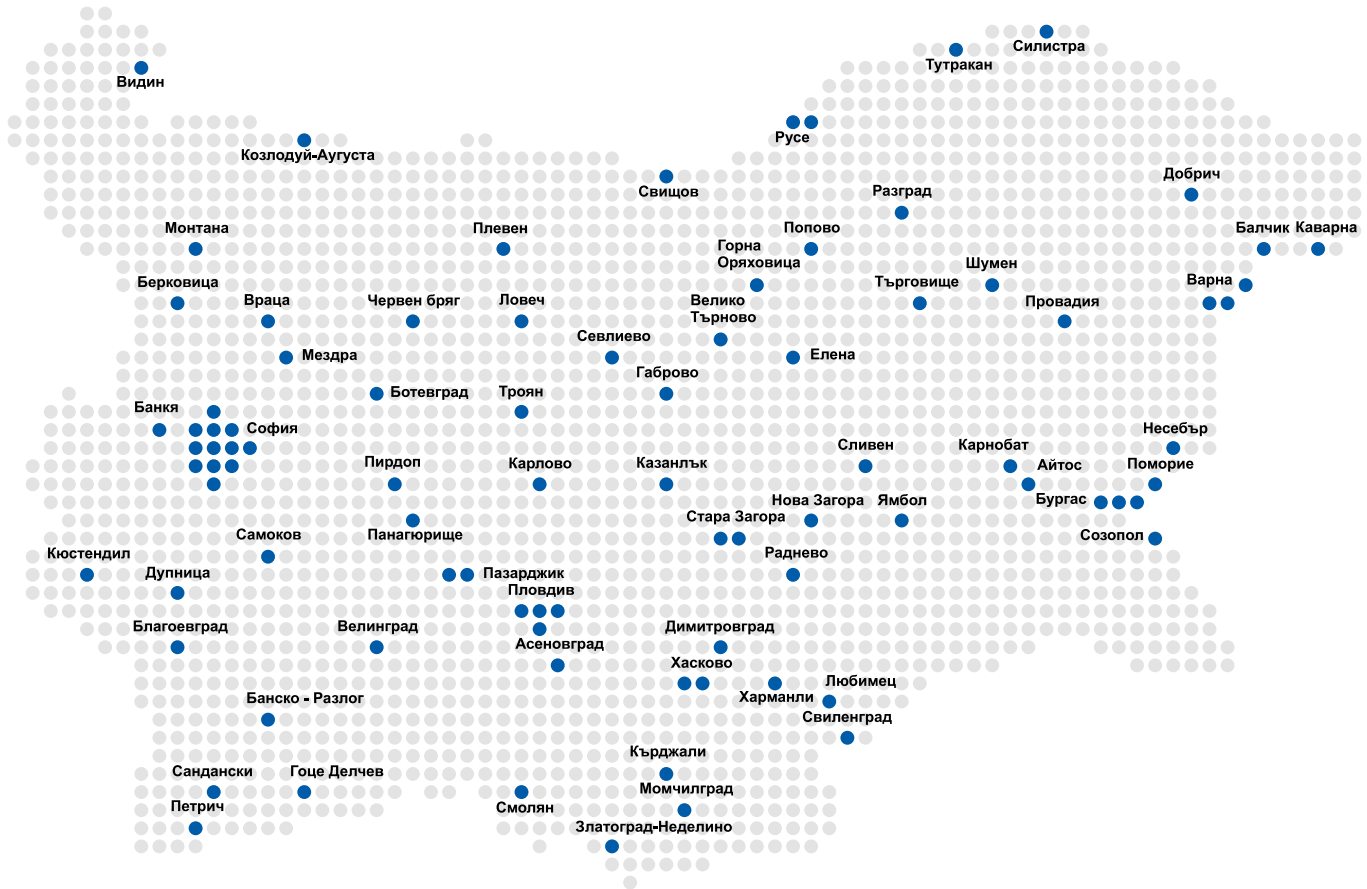 Силистра
Тутракан
Видин
Русе
Козлодуй-Аугуста
Добрич
Свищов
Разград
Монтана
Плевен
Попово
Балчик
Каварна
Горна
Оряховица
Шумен
Берковица
Търговище
Варна
Враца
Червен бряг
Ловеч
Велико
Търново
Провадия
Севлиево
Мездра
Елена
Габрово
Ботевград
Троян
Банкя
София
Несебър
Сливен
Карнобат
Пирдоп
Карлово
Казанлък
Айтос
Поморие
Нова Загора
Ямбол
Бургас
Стара Загора
Самоков
Панагюрище
Созопол
Кюстендил
Раднево
Дупница
Пазарджик
Пловдив
Благоевград
Велинград
Димитровград
Асеновград
Хасково
Любимец
Харманли
Банско - Разлог
Свиленград
Кърджали
Сандански
Гоце Делчев
Момчилград
Петрич
Смолян
Златоград-Неделино